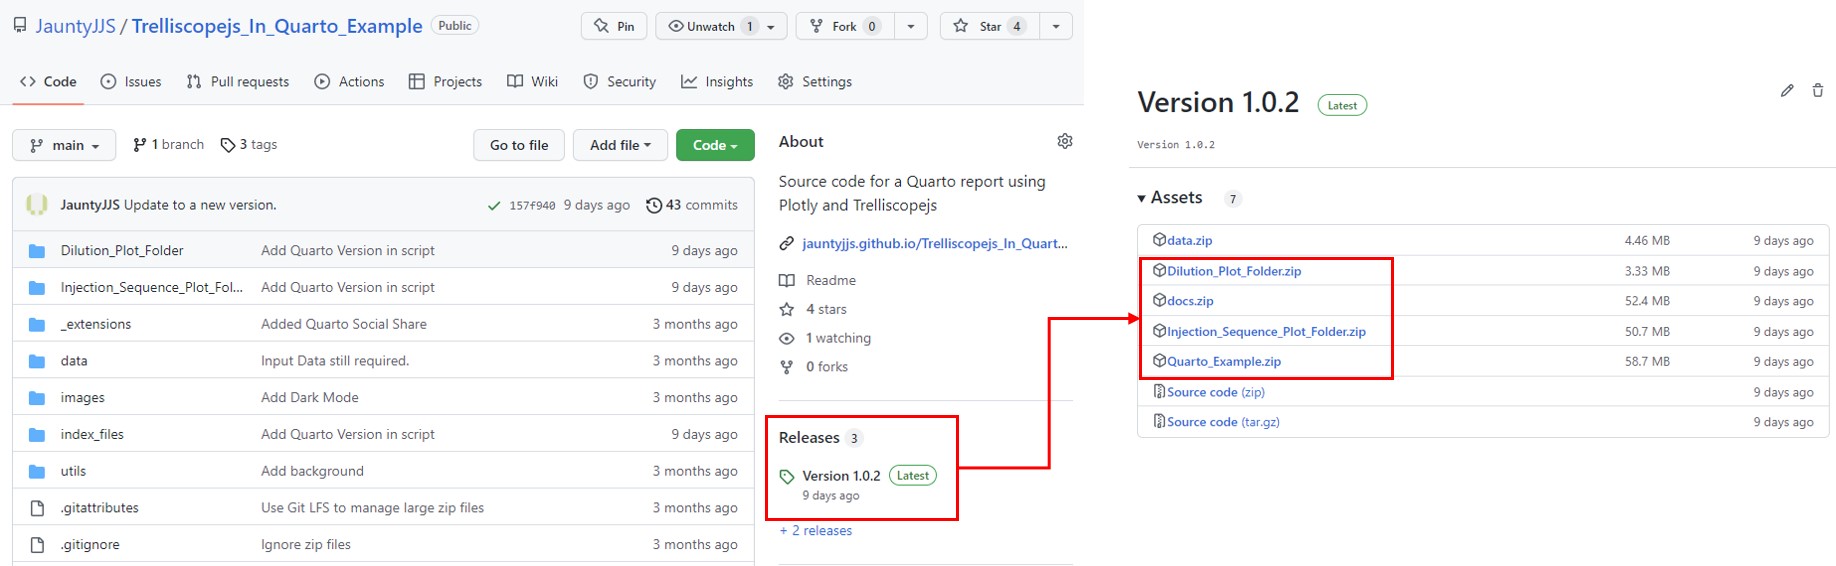 JauntyJJS / Trelliscopejs_In_Quarto_Example Public
Pin Unwatch 1 Fork 0 Star 4
Code Issues Pull requests Actions Projects Wiki Security Insights Settings
main 1 branch 3 tags Go to file Add file Code
JauntyJJS Update to a new version. 157f940 9 days ago 43 commits
Dilution_Plot_Folder Add Quarto Version in script 9 days ago
Injection_Sequence_Plot_Fol... Add Quarto Version in script 9 days ago
_extensions Added Quarto Social Share 3 months ago
data Input Data still required. 3 months ago
images Add Dark Mode 3 months ago
index_files Add Quarto Version in script 9 days ago
utils Add background 3 months ago
.gitattributes Use Git LFS to manage large zip files 3 months ago
.gitignore Ignore zip files 3 months ago
About
Source code for a Quarto report using
Plotly and Trelliscopejs
jauntyjjs.github.io/Trelliscopejs_In_Quart...
Readme
4 stars
1 watching
0 forks
Releases 3
Version 1.0.2 Latest
9 days ago
+ 2 releases
Version 1.0.2 Latest
Version 1.0.2
Assets 7
data.zip 4.46 MB 9 days ago
Dilution_Plot_Folder.zip 3.33 MB 9 days ago
docs.zip 52.4 MB 9 days ago
Injection_Sequence_Plot_Folder.zip 50.7 MB 9 days ago
Quarto_Example.zip 58.7 MB 9 days ago
Source code (zip) 9 days ago
Source code (tar.gz) 9 days ago